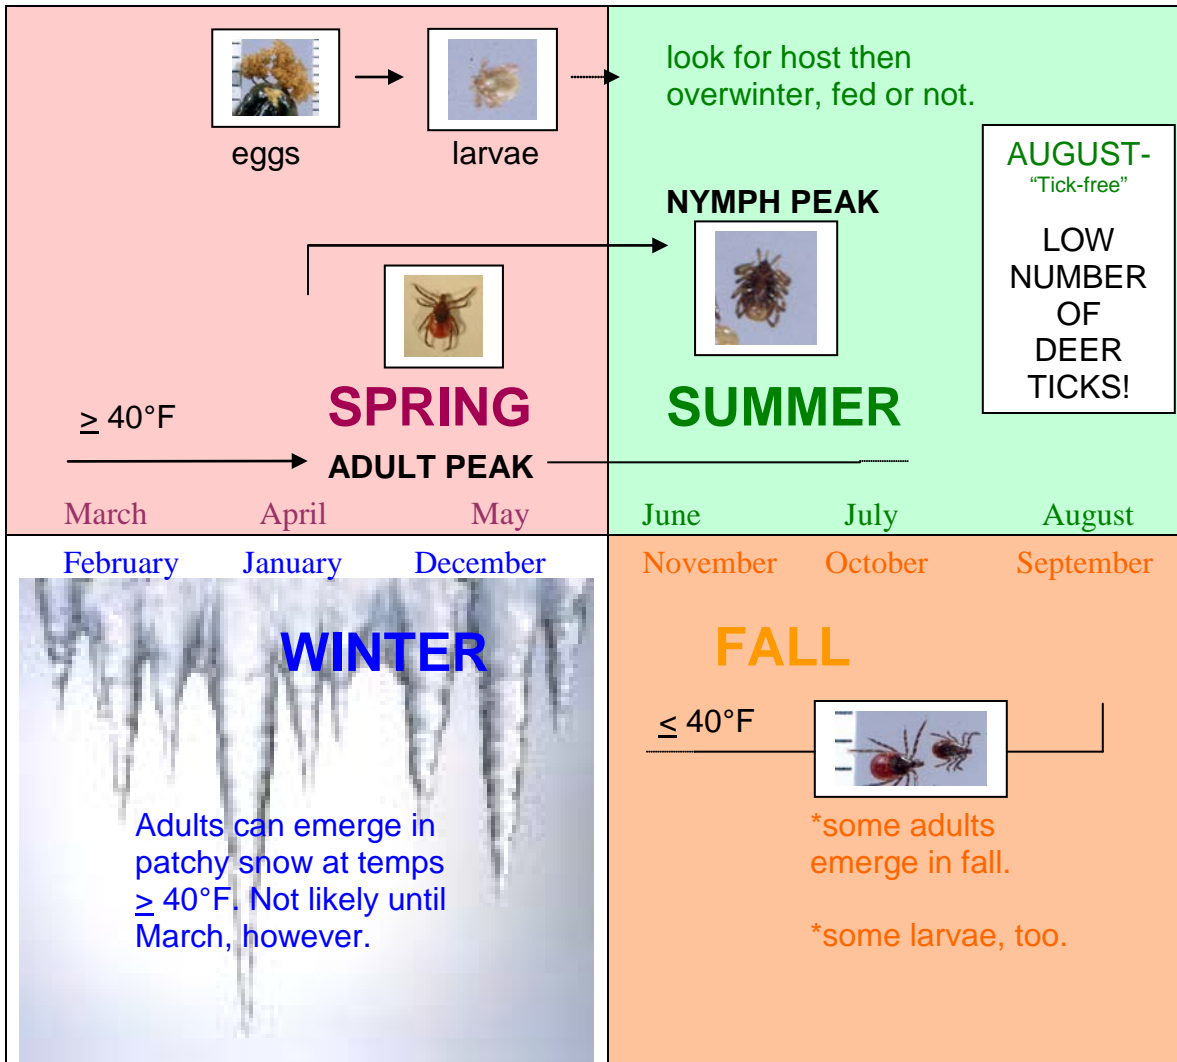 eggs
larvae
look for host then
overwinter, fed or not.
AUGUST-
“Tick-free”
LOW
NUMBER
OF
DEER
TICKS!
NYMPH PEAK
SPRING
SUMMER
≥ 40°F
ADULT PEAK
March April May
June July August
February January December
November October September
WINTER
FALL
≤ 40°F
Adults can emerge in
patchy snow at temps
≥ 40°F. Not likely until
March, however.
*some adults
emerge in fall.
*some larvae, too.